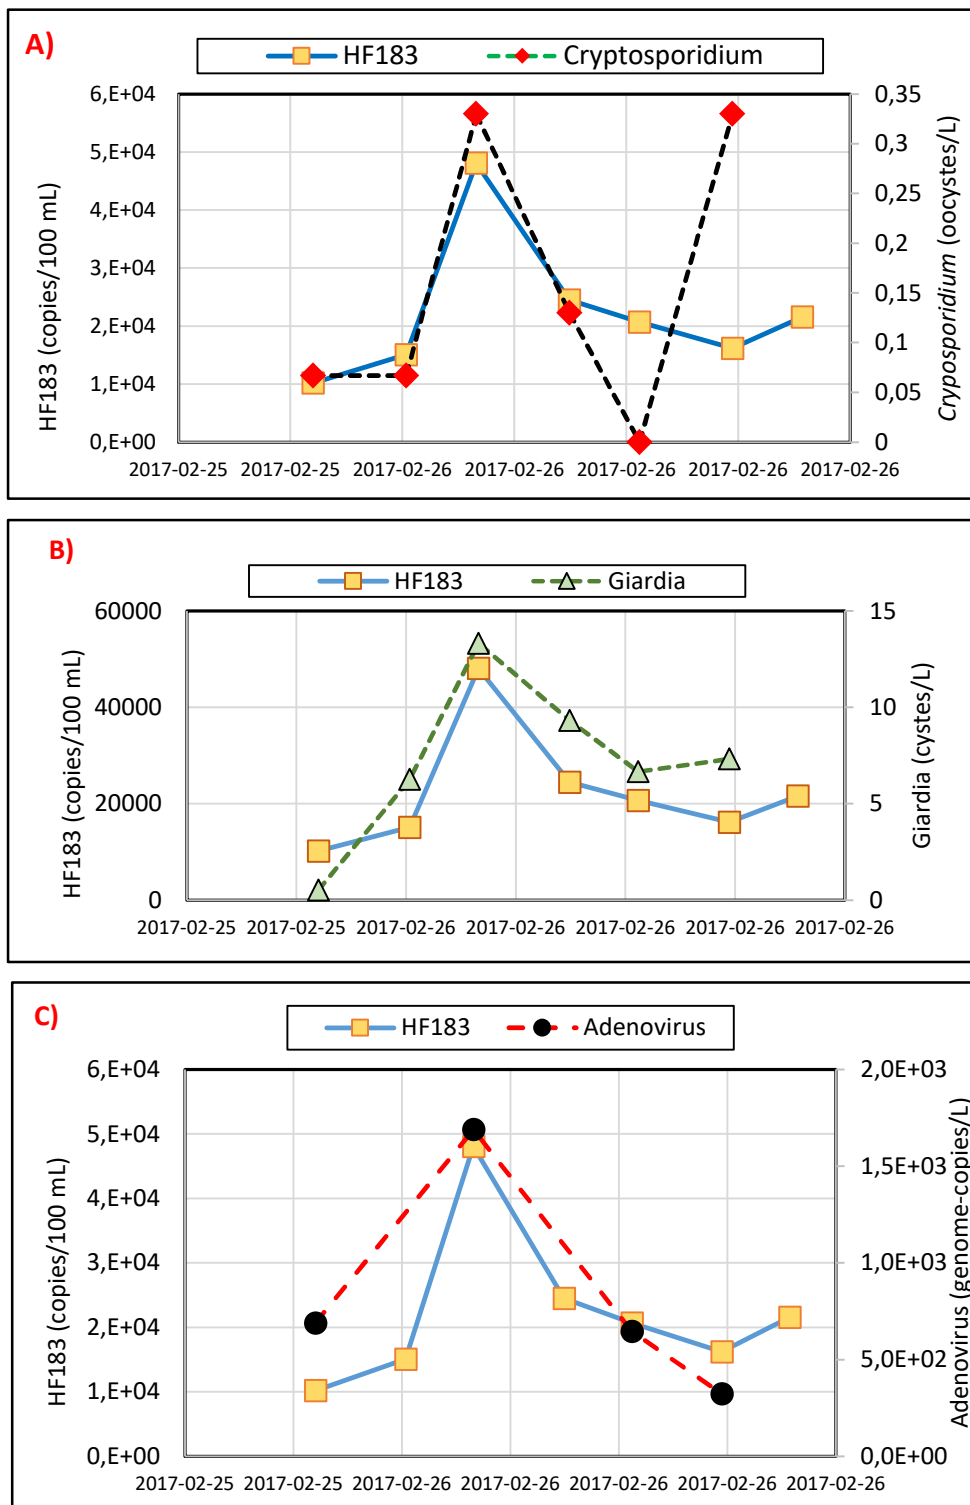 A)
HF183 Cryptosporidium
6,E+04
5,E+04
4,E+04
3,E+04
2,E+04
1,E+04
0,E+00
HF183 (copies/100 mL)
0,35
0,3
0,25
0,2
0,15
0,1
0,05
0
Cryposporidium (oocystes/L)
2017-02-25 2017-02-25 2017-02-26 2017-02-26 2017-02-26 2017-02-26 2017-02-26
B)
HF183 Giardia
60000
40000
20000
0
HF183 (copies/100 mL)
15
10
5
0
Giardia (cystes/L)
2017-02-25 2017-02-25 2017-02-26 2017-02-26 2017-02-26 2017-02-26 2017-02-26
C)
HF183 Adenovirus
6,E+04
5,E+04
4,E+04
3,E+04
2,E+04
1,E+04
0,E+00
HF183 (copies/100 mL)
2,0E+03
1,5E+03
1,0E+03
5,0E+02
0,0E+00
Adenovirus (genome-copies/L)
2017-02-25 2017-02-25 2017-02-26 2017-02-26 2017-02-26 2017-02-26 2017-02-26